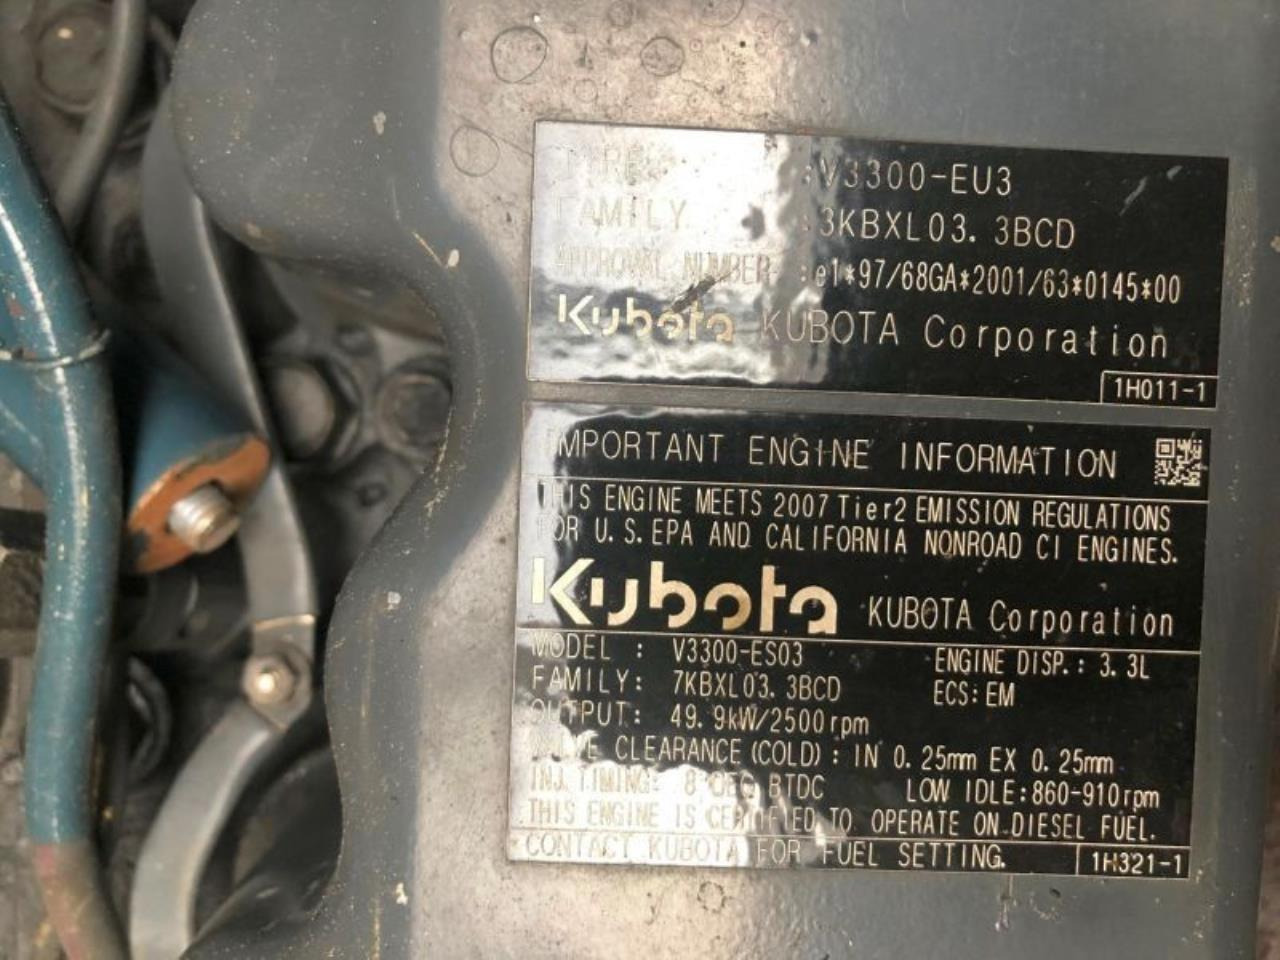 TYPE :V3300-EU3
FAMILY :3KBXL03.3BCD
APPROVAL NUMBER :e1*97/68GA*2001/63*0145*00
Kubota KUBOTA Corporation
1H011-1
IMPORTANT ENGINE INFORMATION
THIS ENGINE MEETS 2007 Tier2 EMISSION REGULATIONS
FOR U.S.EPA AND CALIFORNIA NONROAD CI ENGINES.
Kubota KUBOTA Corporation
MODEL : V3300-ES03 ENGINE DISP.: 3.3L
FAMILY: 7KBXL03.3BCD ECS:EM
OUTPUT: 49.9kW/2500rpm
VALVE CLEARANCE(COLD): IN 0.25mm EX 0.25mm
INJ.TIMING: 8 DEG BTDC LOW IDLE:860-910rpm
THIS ENGINE IS CERTIFIED TO OPERATE ON DIESEL FUEL.
CONTACT KUBOTA FOR FUEL SETTING. 1H321-1